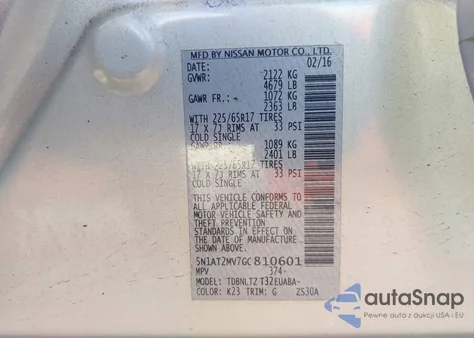 MFD BY NISSAN MOTOR CO., LTD.
DATE: 02/16
GVWR: 2122 KG
4679 LB
GAWR FR.: 1072 KG
2363 LB
WITH 225/65R17 TIRES
17 X 7J RIMS AT 33 PSI
COLD SINGLE
GAWR RR.: 1089 KG
2401 LB
WITH 225/65R17 TIRES
17 X 7J RIMS AT 33 PSI
COLD SINGLE
THIS VEHICLE CONFORMS TO
ALL APPLICABLE FEDERAL
MOTOR VEHICLE SAFETY AND
THEFT PREVENTION
STANDARDS IN EFFECT ON THE
DATE OF MANUFACTURE
SHOWN ABOVE.
5N1AT2MV7GC810601
MPV 374-
MODEL: TDBNLTZ T32EUABA-
COLOR: K23 TRIM: G ZS30A
autoSnap
Pewne auta z aukcji USA i EU